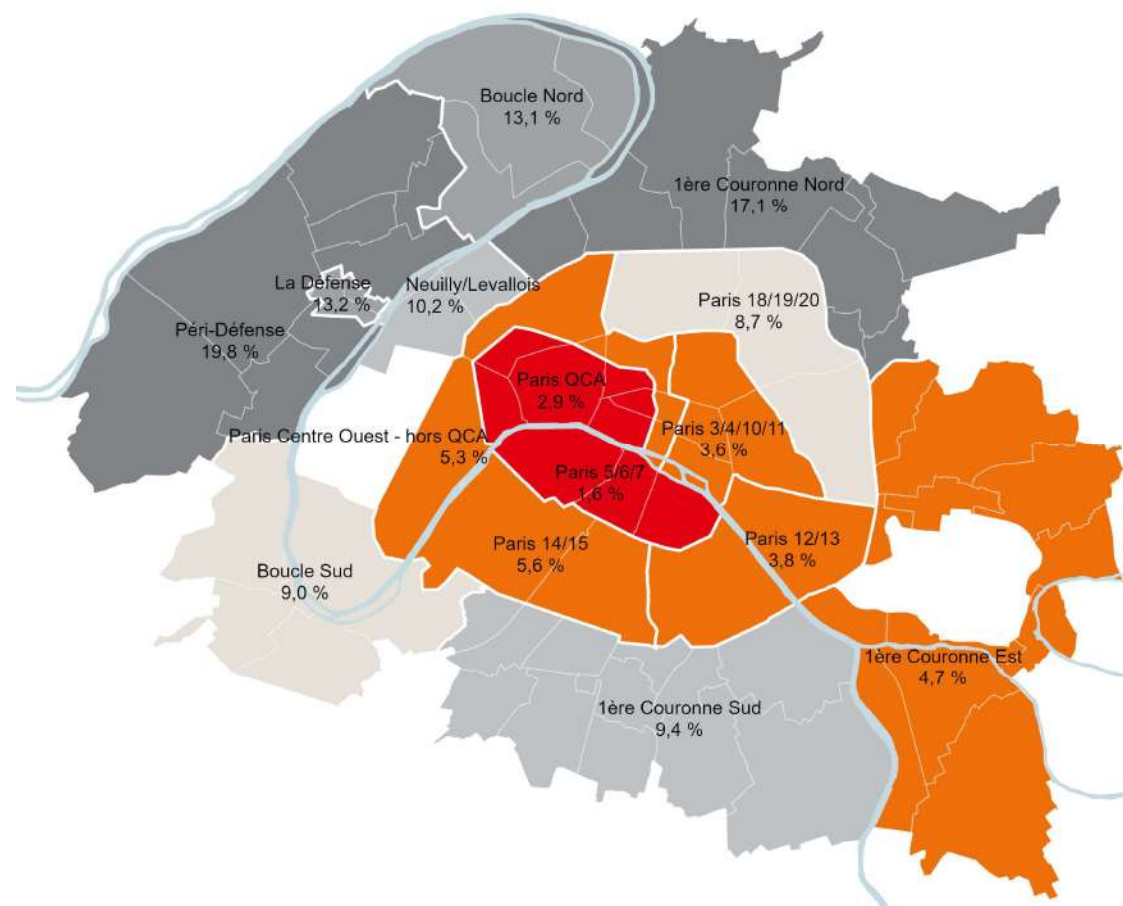 Boucle Nord
13,1 %
1ère Couronne Nord
17,1 %
La Défense
13,2 %
Neuilly/Levallois
10,2 %
Paris 18/19/20
8,7 %
Péri-Défense
19,8 %
Paris QCA
2,9 %
Paris Centre Ouest - hors QCA
5,3 %
Paris 3/4/10/11
3,6 %
Paris 5/6/7
1,6 %
Paris 14/15
5,6 %
Paris 12/13
3,8 %
Boucle Sud
9,0 %
1ère Couronne Est
4,7 %
1ère Couronne Sud
9,4 %